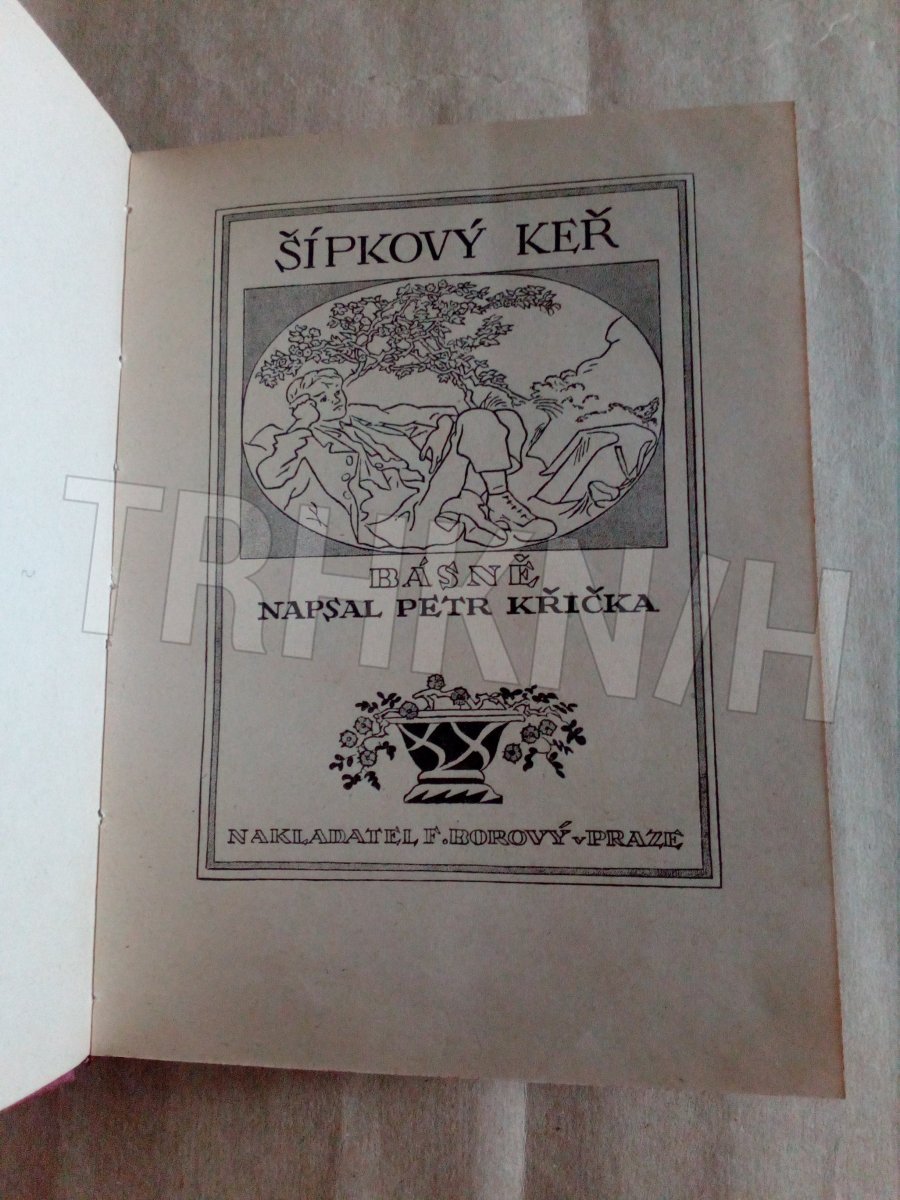 ŠÍPKOVÝ KEŘ
BÁSNĚ
NAPSAL PETR KŘIČKA
TRHKNIH
NAKLADATEL F. BOROVÝ V PRAZE